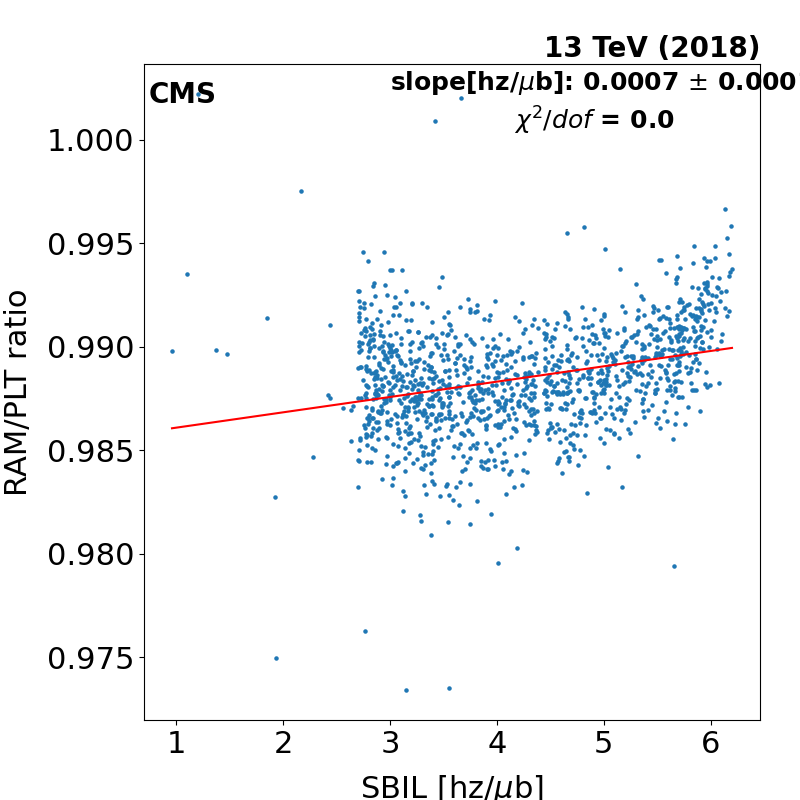 13 TeV (2018)
CMS
slope[hz/μb]: 0.0007 ± 0.000
χ²/dof = 0.0
1.000
0.995
0.990
0.985
0.980
0.975
RAM/PLT ratio
1 2 3 4 5 6
SBIL [hz/μb]